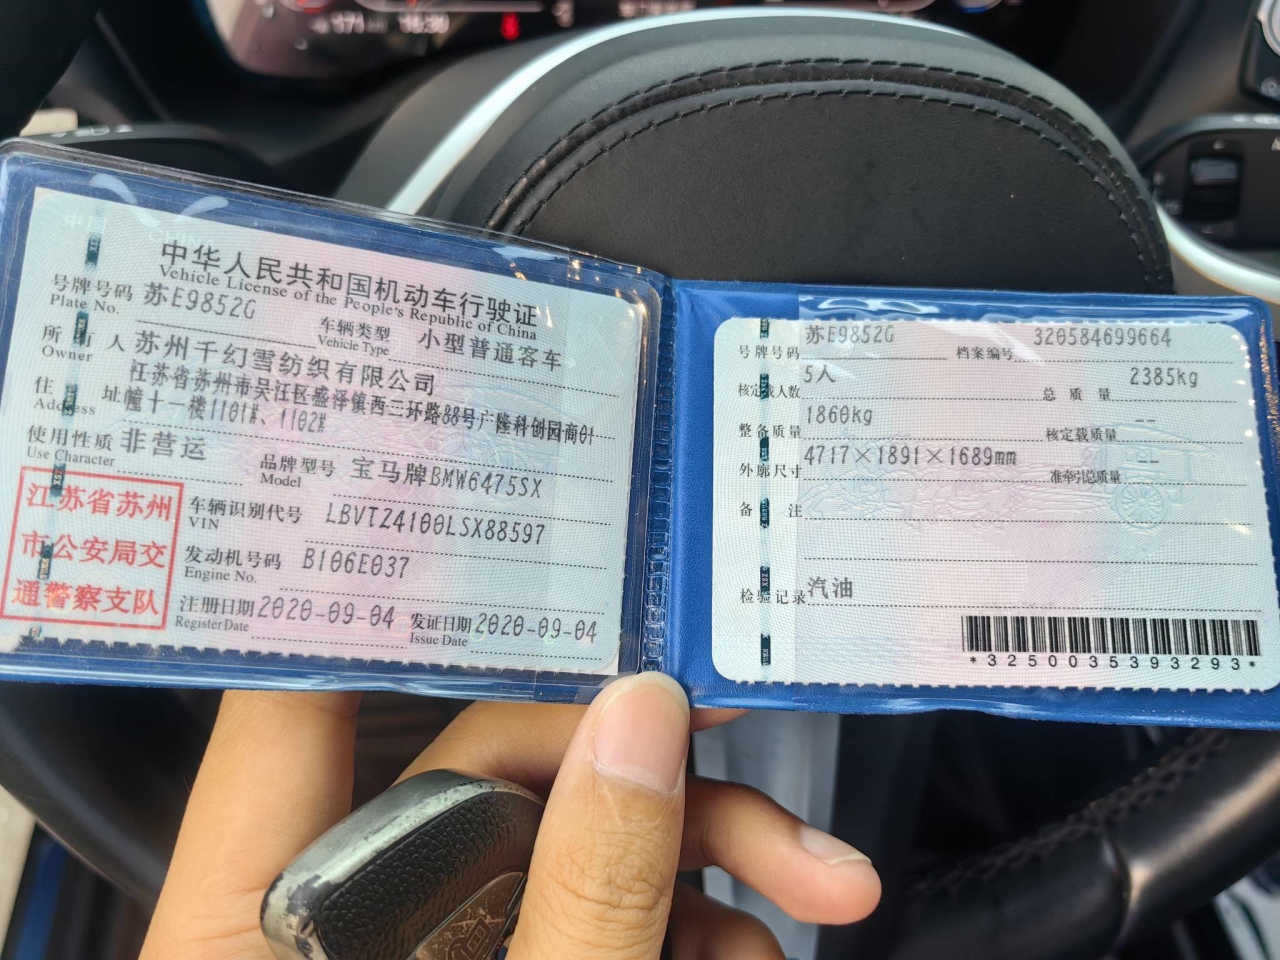 中华人民共和国机动车行驶证
Vehicle License of the People's Republic of China
号牌号码 苏E9852G
Plate No.
车辆类型 小型普通客车
Vehicle Type
所有人 苏州千幻雪纺织有限公司
Owner
住址 江苏省苏州市吴江区盛泽镇西二环路88号广隆科创园商01
幢十一楼1101#、1102#
Address
使用性质 非营运
Use Character
品牌型号 宝马牌BMW6475SX
Model
江苏省苏州
市公安局交
通警察支队
车辆识别代号 LBVTZ4100LSX88597
VIN
发动机号码 B106E037
Engine No.
注册日期 2020-09-04 发证日期 2020-09-04
Register Date Issue Date
号牌号码 苏E9852G 档案编号 320584699664
核定载人数 5人 总质量 2385kg
整备质量 1860kg 核定载质量 --
外廓尺寸 4717×1891×1689mm 准牵引总质量 --
备注
检验记录 汽油
*3250035393293*